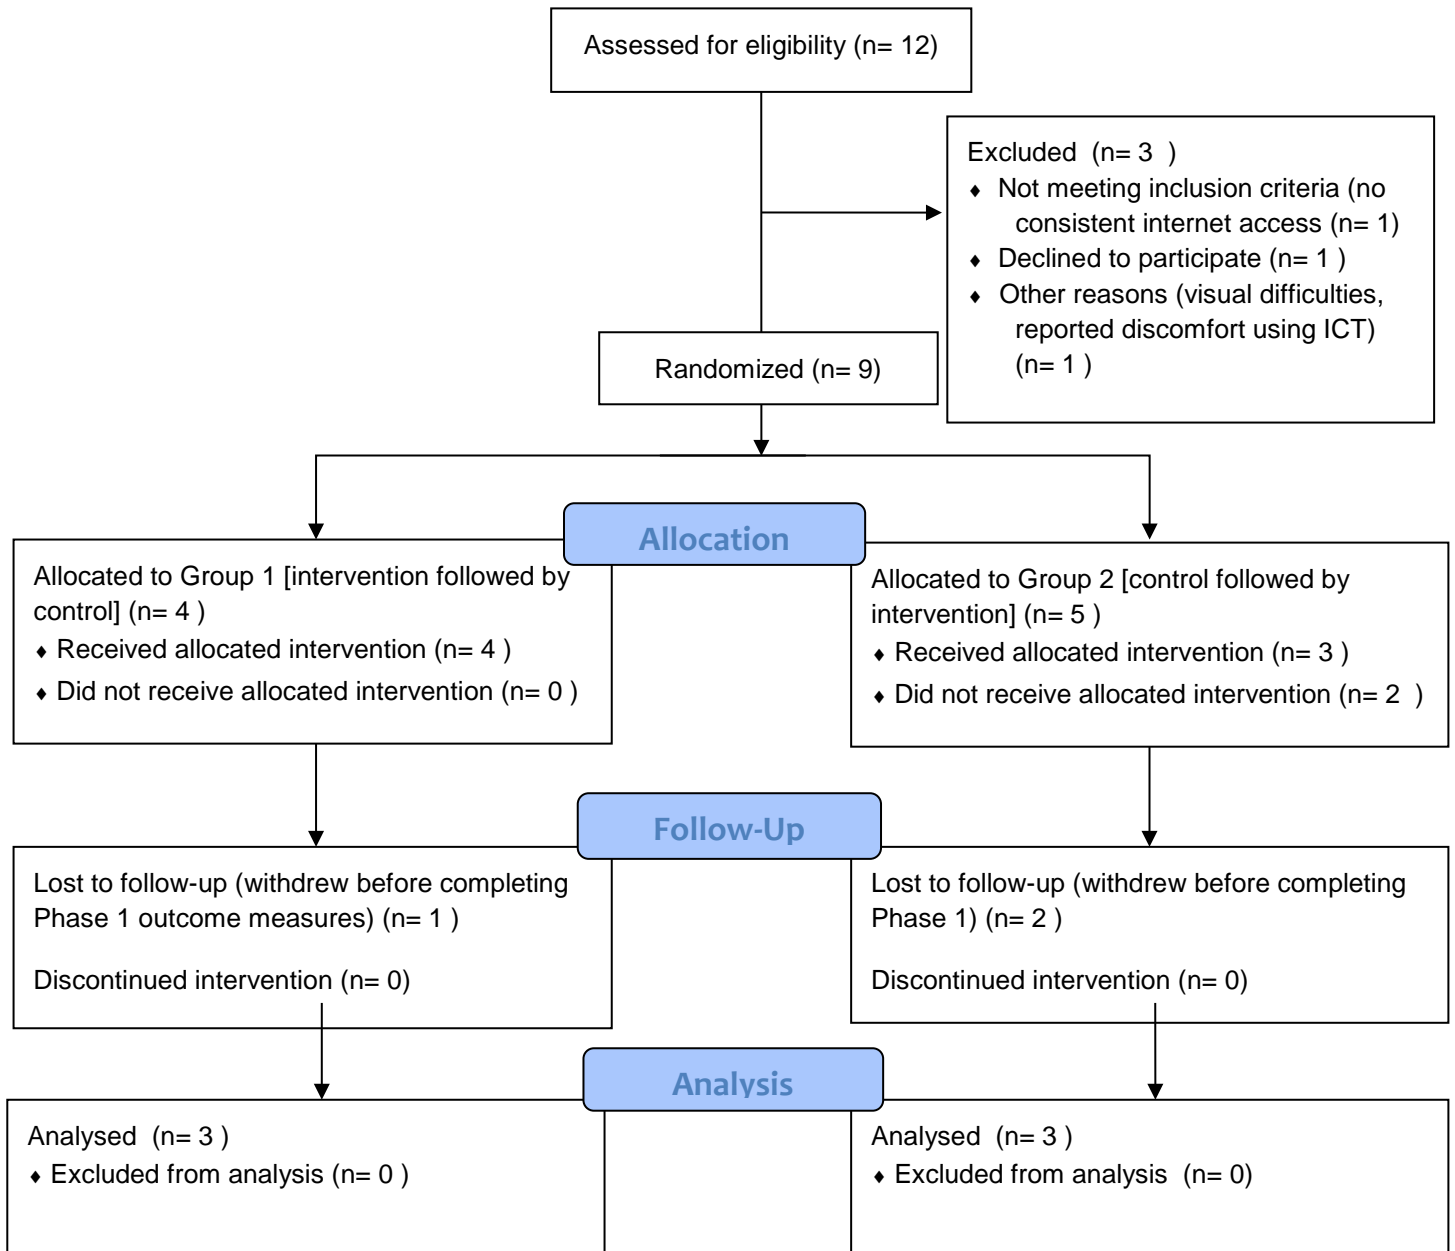 Assessed for eligibility (n= 12)
Excluded  (n= 3  )
♦ Not meeting inclusion criteria (no
consistent internet access (n= 1)
♦ Declined to participate (n= 1 )
♦ Other reasons (visual difficulties,
reported discomfort using ICT)
(n= 1 )
Randomized (n= 9)
Allocation
Allocated to Group 1 [intervention followed by
control] (n= 4 )
♦ Received allocated intervention (n= 4 )
♦ Did not receive allocated intervention (n= 0 )
Allocated to Group 2 [control followed by
intervention] (n= 5 )
♦ Received allocated intervention (n= 3 )
♦ Did not receive allocated intervention (n= 2  )
Follow-Up
Lost to follow-up (withdrew before completing
Phase 1 outcome measures) (n= 1 )
Discontinued intervention (n= 0)
Lost to follow-up (withdrew before completing
Phase 1) (n= 2 )
Discontinued intervention (n= 0)
Analysis
Analysed  (n= 3 )
♦ Excluded from analysis (n= 0 )
Analysed  (n= 3 )
♦ Excluded from analysis  (n= 0)